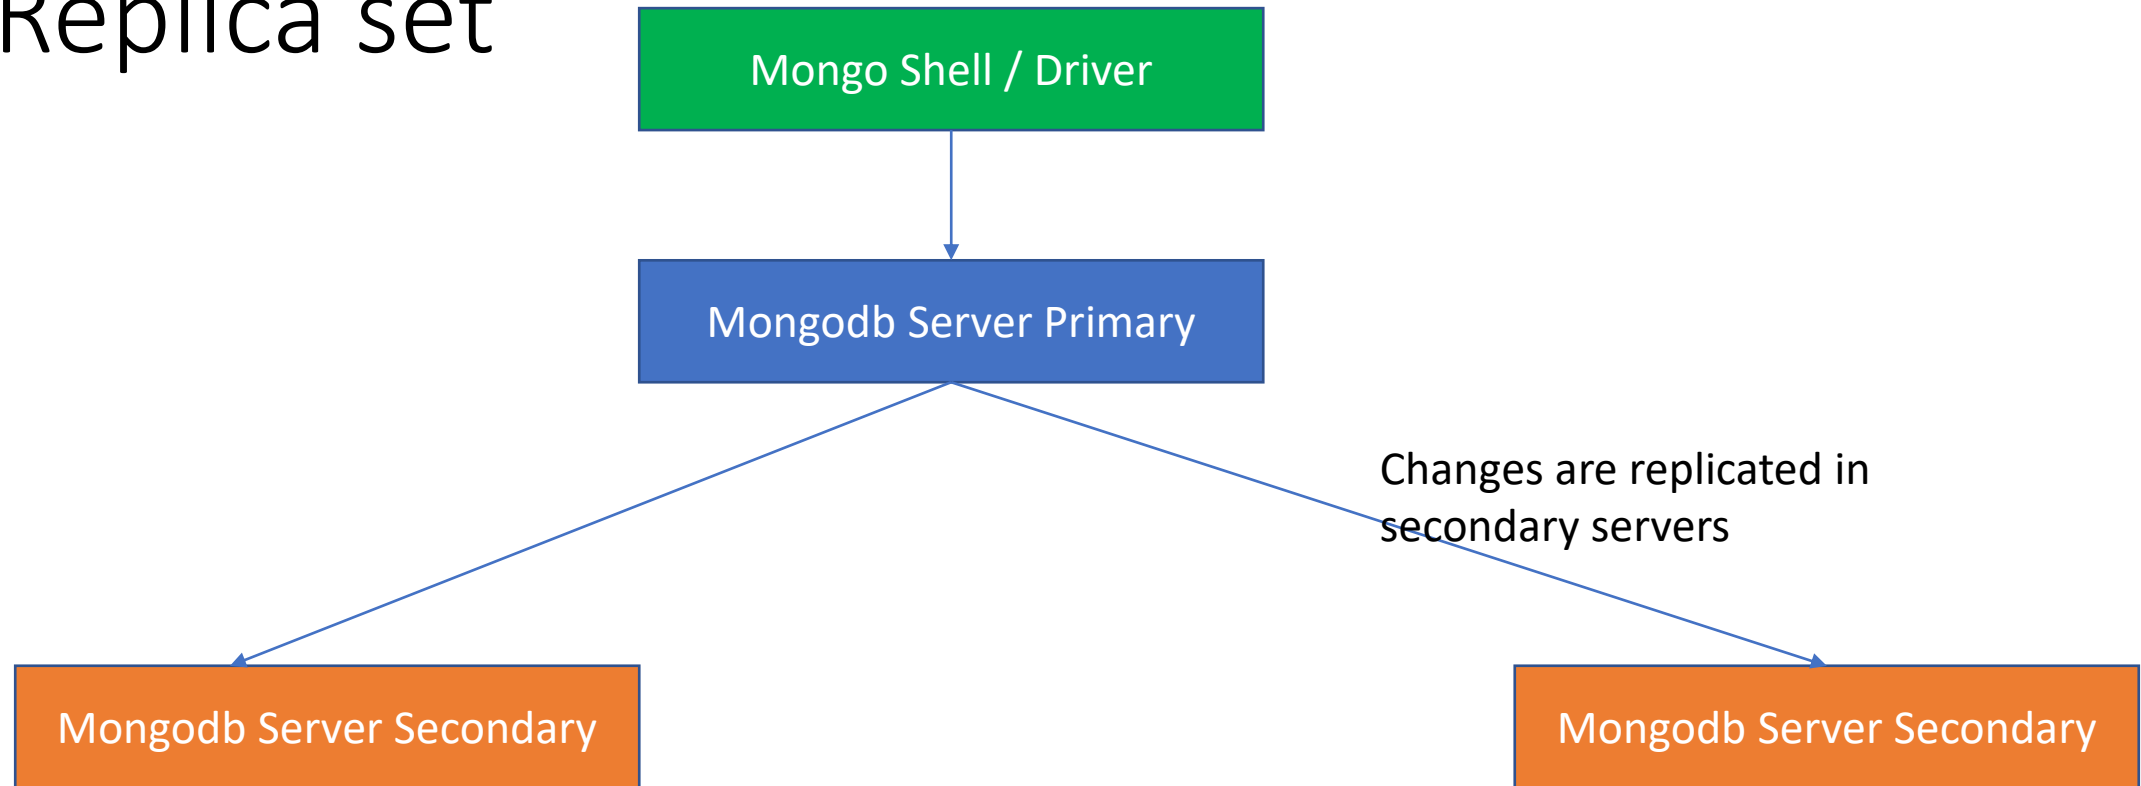 Replica set
Mongo Shell / Driver
Mongodb Server Primary
Changes are replicated in
secondary servers
Mongodb Server Secondary
Mongodb Server Secondary